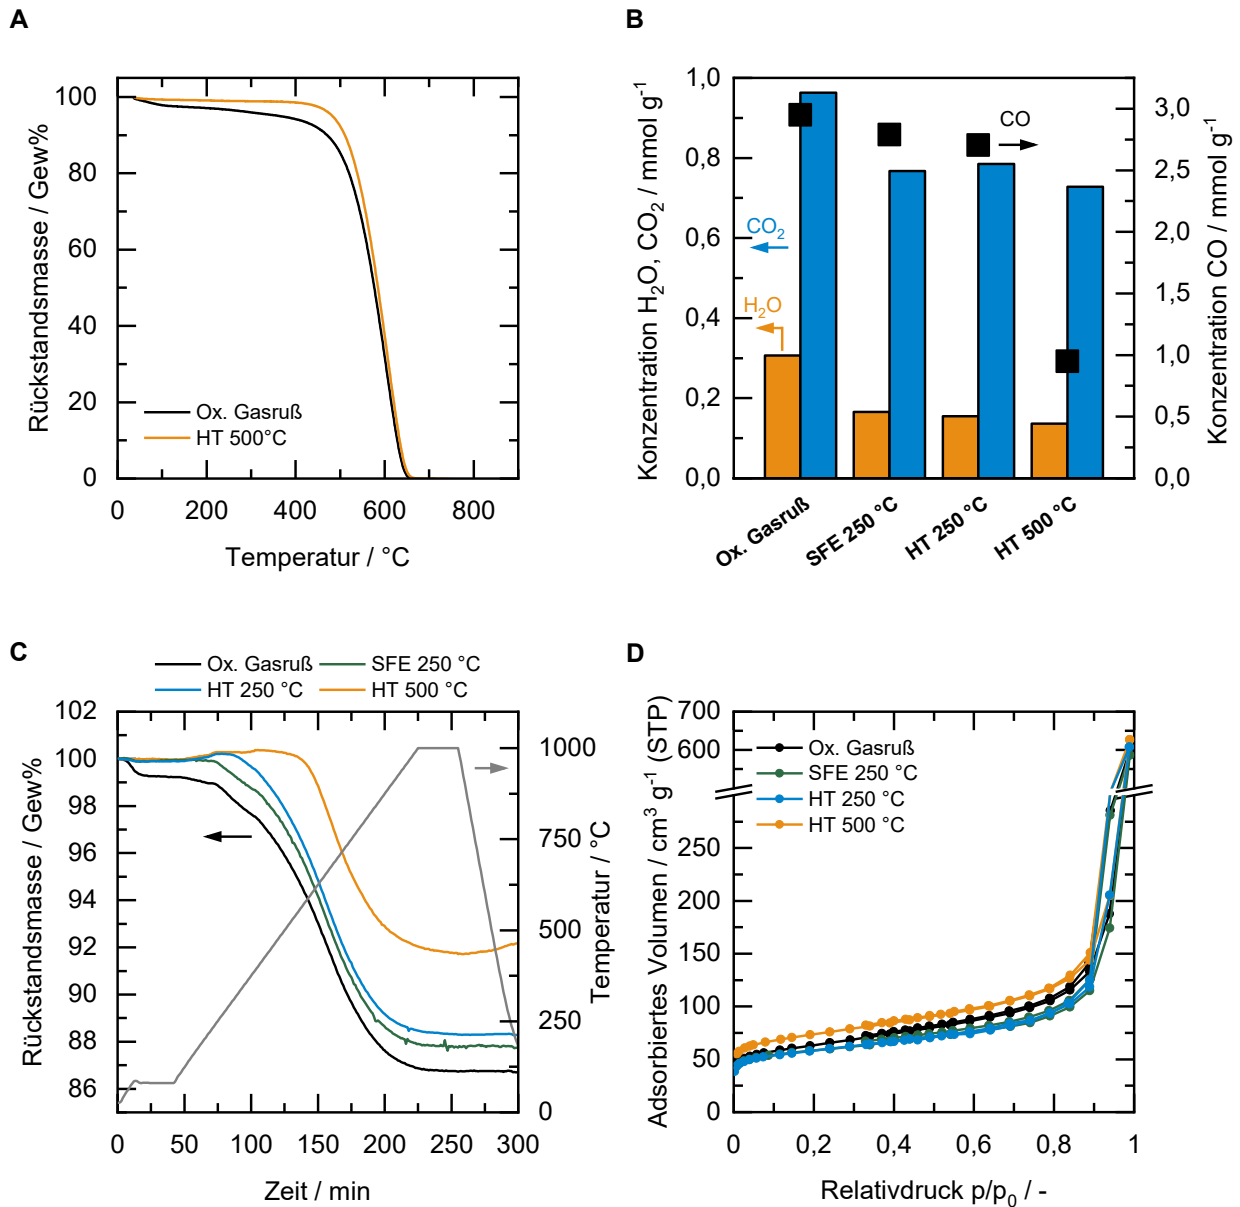 A
Rückstandsmasse / Gew%
100
80
60
40
20
0
Ox. Gasruß
HT 500°C
0 200 400 600 800
Temperatur / °C
B
Konzentration H₂O, CO₂ / mmol g⁻¹
1,0
0,8
0,6
0,4
0,2
0,0
CO
CO₂
H₂O
3,0
2,5
2,0
1,5
1,0
0,5
0,0
Konzentration CO / mmol g⁻¹
Ox. Gasruß
SFE 250 °C
HT 250 °C
HT 500 °C
C
Ox. Gasruß
SFE 250 °C
HT 250 °C
HT 500 °C
Rückstandsmasse / Gew%
102
100
98
96
94
92
90
88
86
1000
750
500
250
0
Temperatur / °C
0 50 100 150 200 250 300
Zeit / min
D
Adsorbiertes Volumen / cm³ g⁻¹ (STP)
700
600
250
200
150
100
50
0
Ox. Gasruß
SFE 250 °C
HT 250 °C
HT 500 °C
0 0,2 0,4 0,6 0,8 1
Relativdruck p/p₀ / -